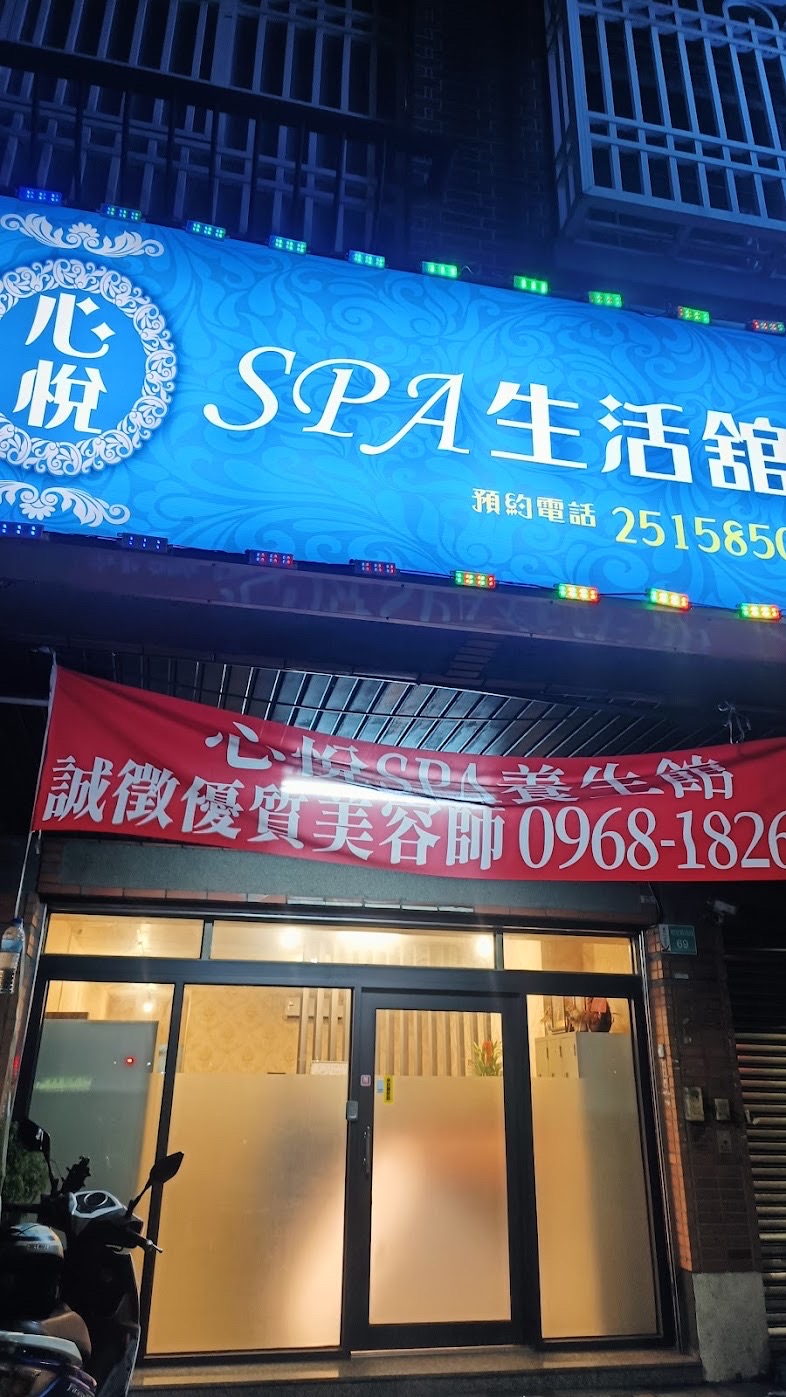 心悅
SPA生活舘
預約電話 2515850
心悅SPA養生館
誠徵優質美容師 0968-1826
69